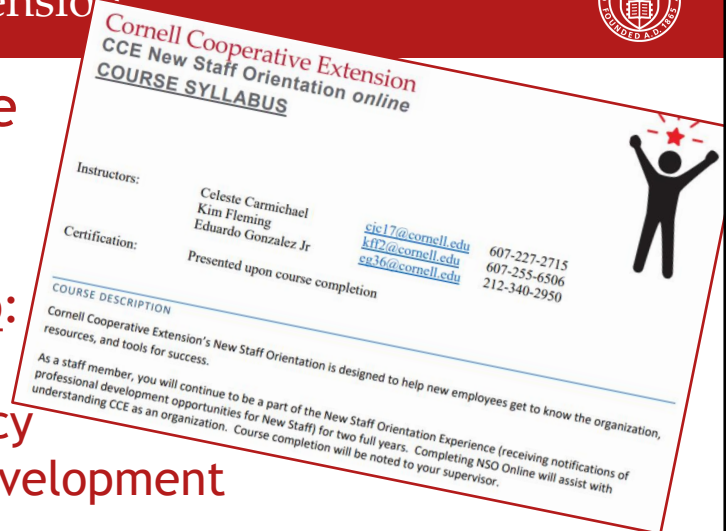 ension
FOUNDED A.D. 1865
e
:
cy
velopment
Cornell Cooperative Extension
CCE New Staff Orientation online
COURSE SYLLABUS
Instructors:
Celeste Carmichael cjc17@cornell.edu 607-227-2715
Kim Fleming kff2@cornell.edu 607-255-6506
Eduardo Gonzalez Jr eg36@cornell.edu 212-340-2950
Certification: Presented upon course completion
COURSE DESCRIPTION
Cornell Cooperative Extension's New Staff Orientation is designed to help new employees get to know the organization,
resources, and tools for success.
As a staff member, you will continue to be a part of the New Staff Orientation Experience (receiving notifications of
professional development opportunities for New Staff) for two full years. Completing NSO Online will assist with
understanding CCE as an organization. Course completion will be noted to your supervisor.